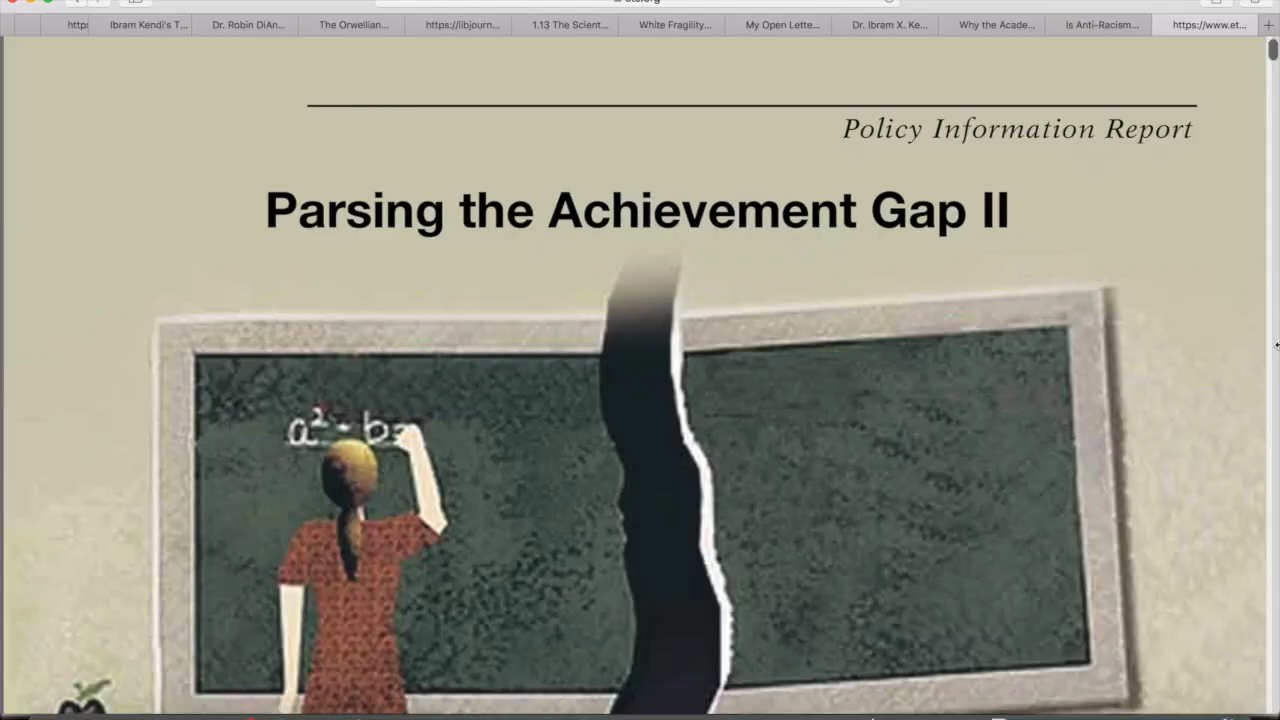 Ibram Kendi's T...
Dr. Robin DiAn...
The Orwellian...
https://libjourn...
1.13 The Scient...
White Fragility...
My Open Lette...
Dr. Ibram X. Ke...
Why the Acade...
Is Anti-Racism...
https://www.et...
Policy Information Report
Parsing the Achievement Gap II
a² - b